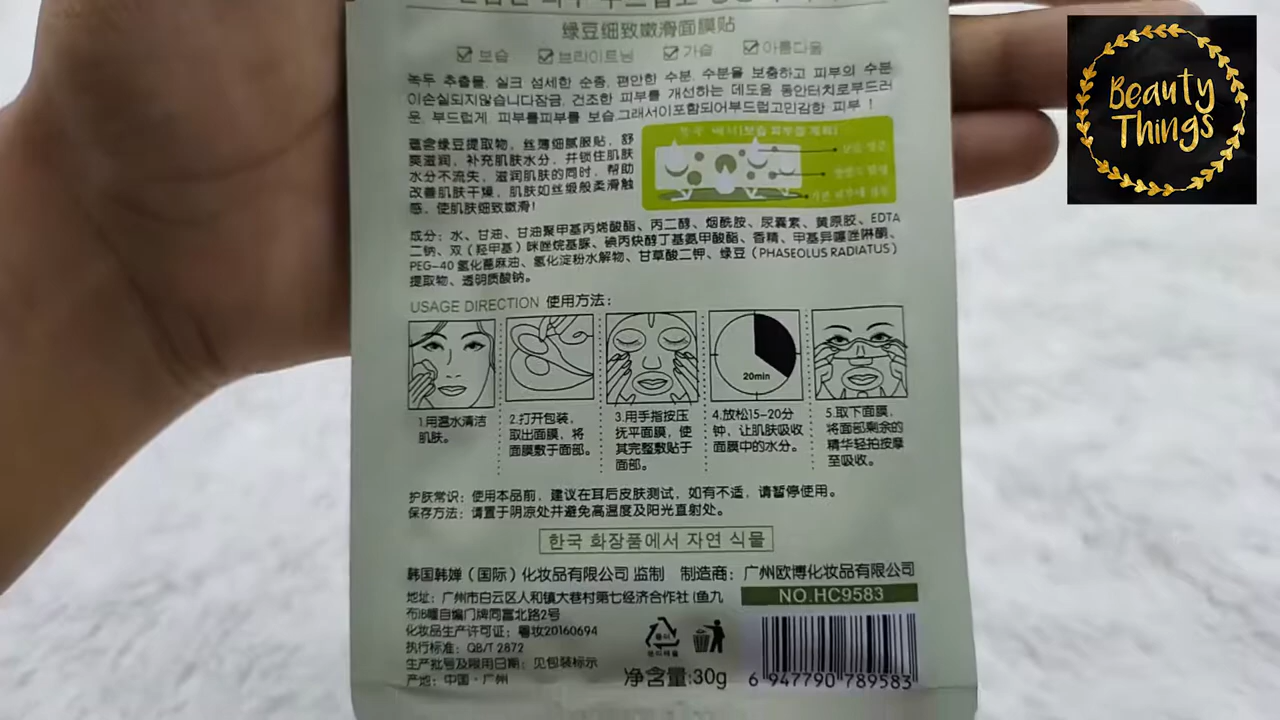 绿豆细致嫩滑面膜贴
보습 브라이트닝 가슬 아름다움
녹두 추출물, 실크 섬세한 순종, 편안한 수분, 수분을 보충하고 피부의 수분
이손실되지않습니다잠금, 건조한 피부를 개선하는 데도움 동안터치로부드러
운, 부드럽게 피부를피부를 보습,그래서이포함되어부드럽고민감한 피부 !
蕴含绿豆提取物,丝薄细腻服贴,舒
爽滋润,补充肌肤水分,并锁住肌肤
水分不流失,滋润肌肤的同时,帮助
改善肌肤干燥,肌肤如丝缎般柔滑触
感,使肌肤细致嫩滑!
成分:水、甘油、甘油聚甲基丙烯酸酯、丙二醇、烟酰胺、尿囊素、黄原胶、EDTA
二钠、双(羟甲基)咪唑烷基脲、碘丙炔醇丁基氨甲酸酯、香精、甲基异噻唑啉酮、
PEG-40 氢化蓖麻油、氢化淀粉水解物、甘草酸二钾、绿豆(PHASEOLUS RADIATUS)
提取物、透明质酸钠。
USAGE DIRECTION 使用方法:
20min
1.用温水清洁
肌肤。
2.打开包装,
取出面膜,将
面膜敷于面部。
3.用手指按压
抚平面膜,使
其完整敷贴于
面部。
4.放松15-20分
钟,让肌肤吸收
面膜中的水分。
5.取下面膜,
将面部剩余的
精华轻拍按摩
至吸收。
护肤常识:使用本品前,建议在耳后皮肤测试,如有不适,请暂停使用。
保存方法:请置于阴凉处并避免高温度及阳光直射处。
한국 화장품에서 자연 식물
韩国韩婵(国际)化妆品有限公司 监制 制造商:广州欧博化妆品有限公司
地址:广州市白云区人和镇大巷村第七经济合作社(鱼九
布)B幢自编门牌同富北路2号
化妆品生产许可证:粤妆20160694
执行标准:QB/T 2872
生产批号及限用日期:见包装标示
产地:中国·广州
NO.HC9583
净含量:30g
6 947790 789583
Beauty
Things